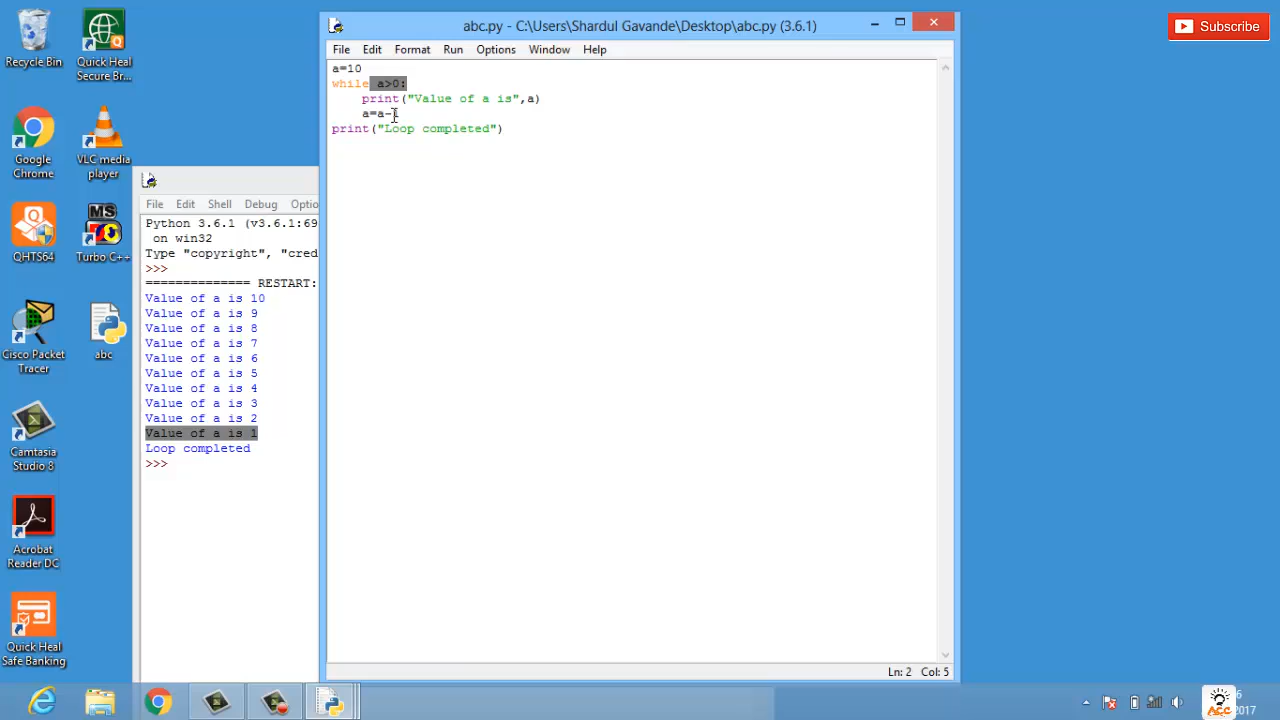 Recycle Bin
Quick Heal
Secure Br...
Google
Chrome
VLC media
player
QHTS64
MS
Turbo C++
Cisco Packet
Tracer
abc
Camtasia
Studio 8
Acrobat
Reader DC
Quick Heal
Safe Banking
abc.py - C:\Users\Shardul Gavande\Desktop\abc.py (3.6.1)
File Edit Format Run Options Window Help
a=10
while a>0:
    print("Value of a is",a)
    a=a-1
print("Loop completed")
Ln: 2 Col: 5
File Edit Shell Debug Optio
Python 3.6.1 (v3.6.1:69
on win32
Type "copyright", "cred
>>>
============== RESTART:
Value of a is 10
Value of a is 9
Value of a is 8
Value of a is 7
Value of a is 6
Value of a is 5
Value of a is 4
Value of a is 3
Value of a is 2
Value of a is 1
Loop completed
>>>
Subscribe
ACC
2017